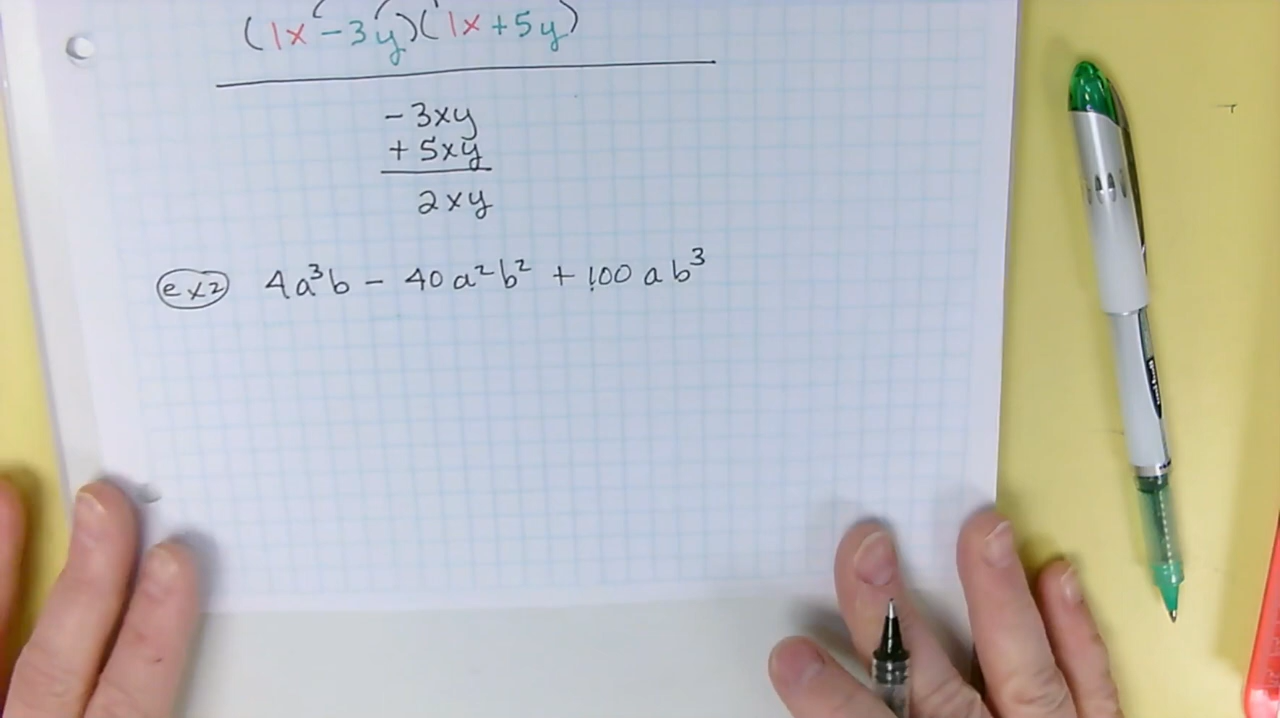 (1x - 3y)(1x + 5y)
- 3xy
+ 5xy
2xy
ex2 4a³b - 40a²b² + 100ab³